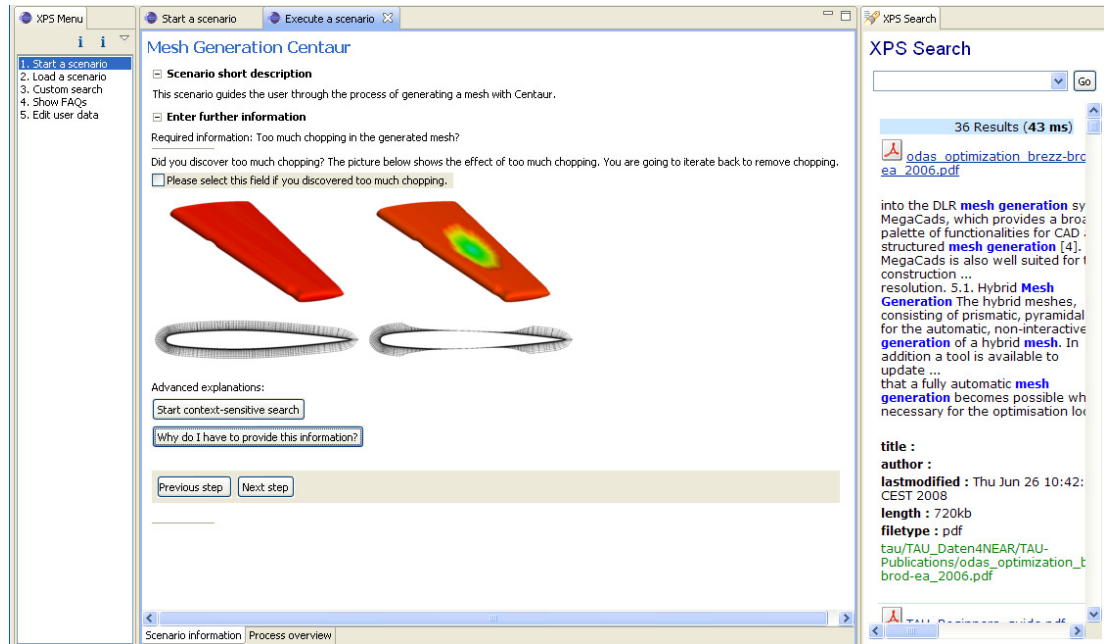 XPS Menu
1. Start a scenario
2. Load a scenario
3. Custom search
4. Show FAQs
5. Edit user data
Start a scenario
Execute a scenario
Mesh Generation Centaur
Scenario short description
This scenario guides the user through the process of generating a mesh with Centaur.
Enter further information
Required information: Too much chopping in the generated mesh?
Did you discover too much chopping? The picture below shows the effect of too much chopping. You are going to iterate back to remove chopping.
Please select this field if you discovered too much chopping.
Advanced explanations:
Start context-sensitive search
Why do I have to provide this information?
Previous step
Next step
Scenario information
Process overview
XPS Search
XPS Search
Go
36 Results (43 ms)
odas_optimization_brezz-bro
ea_2006.pdf
into the DLR mesh generation sy
MegaCads, which provides a broa
palette of functionalities for CAD
structured mesh generation [4].
MegaCads is also well suited for t
construction ...
resolution. 5.1. Hybrid Mesh
Generation The hybrid meshes,
consisting of prismatic, pyramidal
for the automatic, non-interactive
generation of a hybrid mesh. In
addition a tool is available to
update ...
that a fully automatic mesh
generation becomes possible wh
necessary for the optimisation loo
title :
author :
lastmodified : Thu Jun 26 10:42:
CEST 2008
length : 720kb
filetype : pdf
tau/TAU_Daten4NEAR/TAU-
Publications/odas_optimization_b
brod-ea_2006.pdf